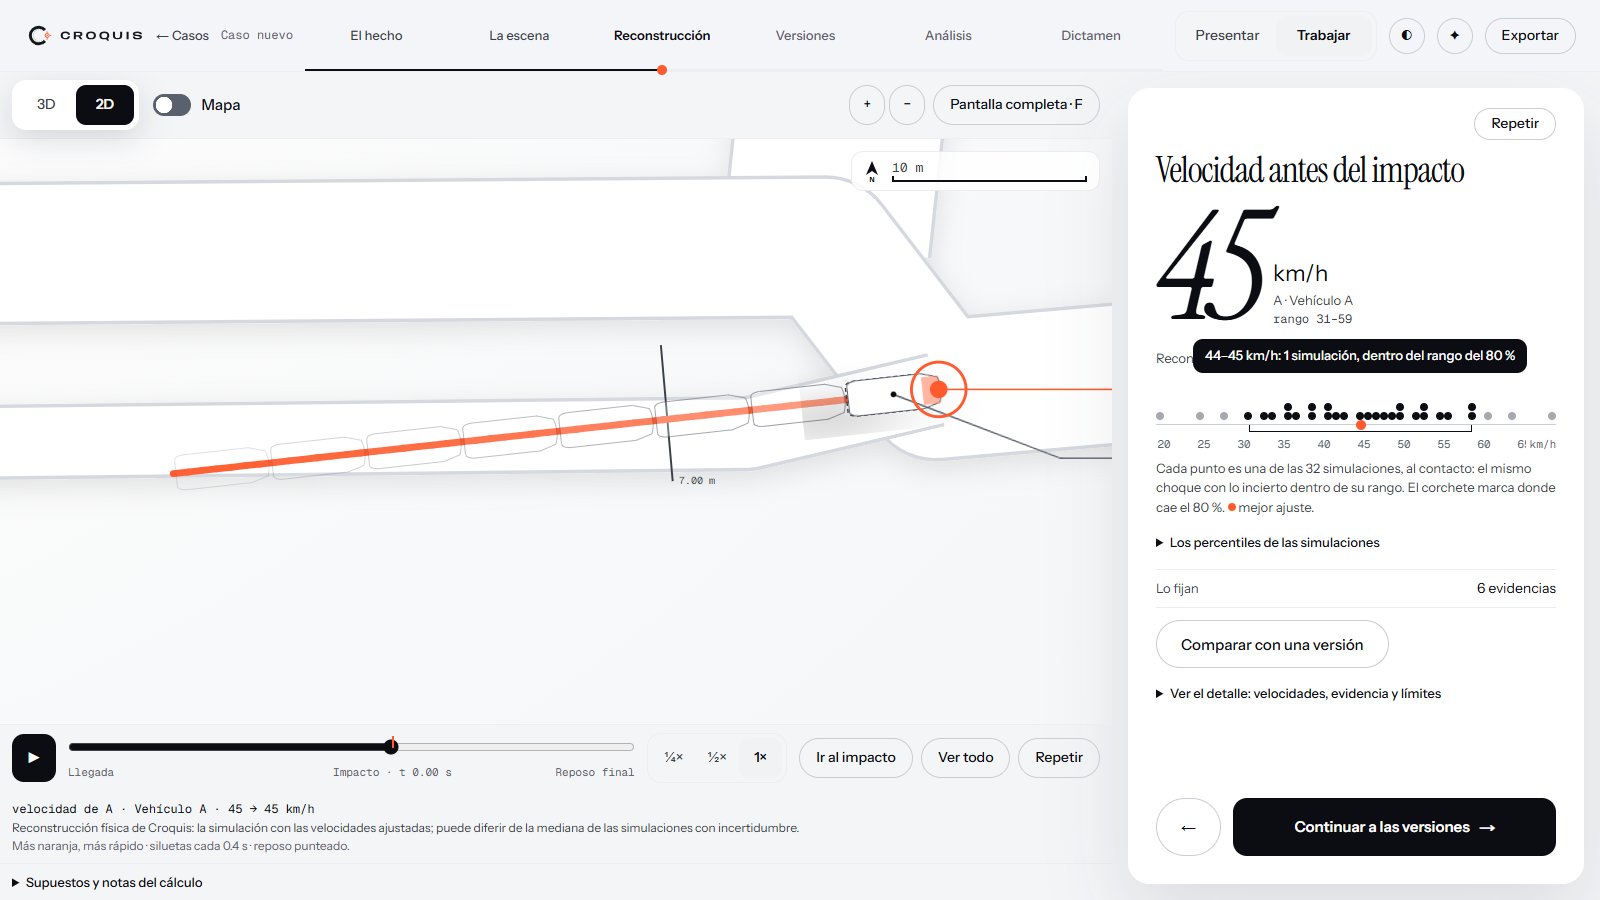 CROQUIS ← Casos Caso nuevo El hecho La escena Reconstrucción Versiones Análisis Dictamen Presentar Trabajar Exportar
3D 2D Mapa + − Pantalla completa · F
N 10 m
7.00 m
Llegada Impacto · t 0.00 s Reposo final
¼× ½× 1× Ir al impacto Ver todo Repetir
velocidad de A · Vehículo A · 45 → 45 km/h
Reconstrucción física de Croquis: la simulación con las velocidades ajustadas; puede diferir de la mediana de las simulaciones con incertidumbre.
Más naranja, más rápido · siluetas cada 0.4 s · reposo punteado.
Supuestos y notas del cálculo
Repetir
Velocidad antes del impacto
45 km/h
A · Vehículo A
rango 31–59
44–45 km/h: 1 simulación, dentro del rango del 80 %
20 25 30 35 40 45 50 55 60 km/h
Cada punto es una de las 32 simulaciones, al contacto: el mismo
choque con lo incierto dentro de su rango. El corchete marca donde
cae el 80 %. mejor ajuste.
Los percentiles de las simulaciones
Lo fijan 6 evidencias
Comparar con una versión
Ver el detalle: velocidades, evidencia y límites
← Continuar a las versiones →